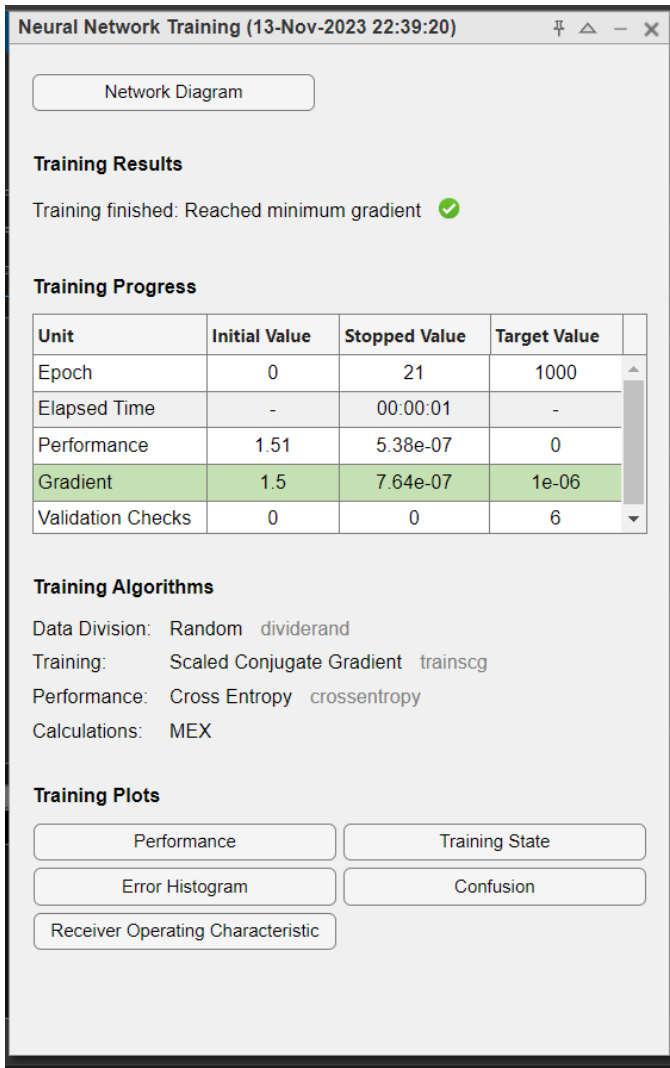 Neural Network Training (13-Nov-2023 22:39:20)
Network Diagram
Training Results
Training finished: Reached minimum gradient
Training Progress
Unit Initial Value Stopped Value Target Value
Epoch 0 21 1000
Elapsed Time - 00:00:01 -
Performance 1.51 5.38e-07 0
Gradient 1.5 7.64e-07 1e-06
Validation Checks 0 0 6
Training Algorithms
Data Division: Random dividerand
Training: Scaled Conjugate Gradient trainscg
Performance: Cross Entropy crossentropy
Calculations: MEX
Training Plots
Performance Training State
Error Histogram Confusion
Receiver Operating Characteristic